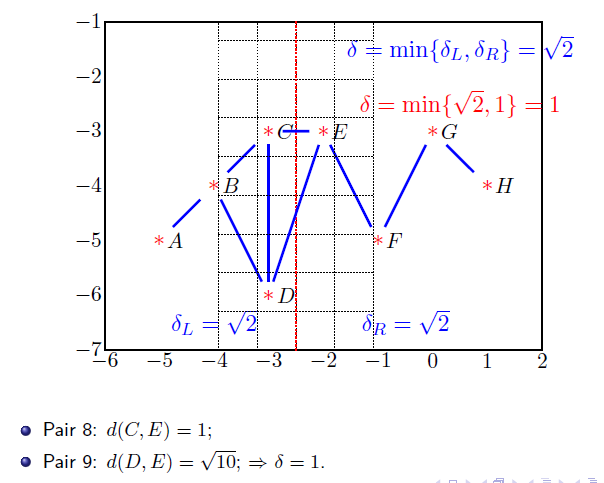 −1
δ = min{δ_L, δ_R} = √2
−2
δ = min{√2, 1} = 1
−3
* C
* E
* G
−4
* B
* H
−5
* A
* F
−6
* D
δ_L = √2
δ_R = √2
−7
−6 −5 −4 −3 −2 −1 0 1 2
Pair 8: d(C, E) = 1;
Pair 9: d(D, E) = √10; ⇒ δ = 1.